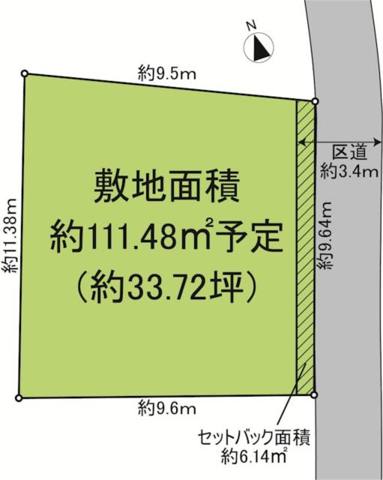 N
約9.5m
区道
約3.4m
敷地面積
約111.48㎡予定
(約33.72坪)
約11.38m
約9.64m
約9.6m
セットバック面積
約6.14㎡